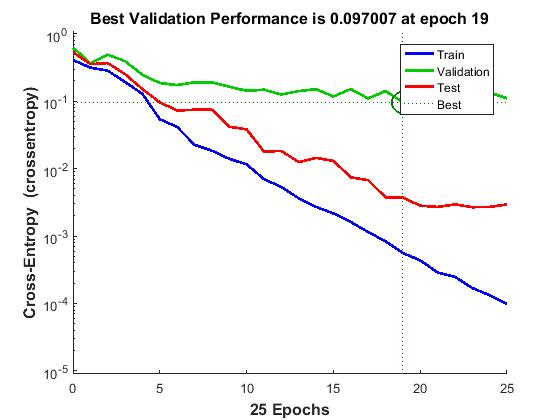 Best Validation Performance is 0.097007 at epoch 19
Train
Validation
Test
Best
10^0
10^-1
10^-2
10^-3
10^-4
10^-5
Cross-Entropy (crossentropy)
0 5 10 15 20 25
25 Epochs